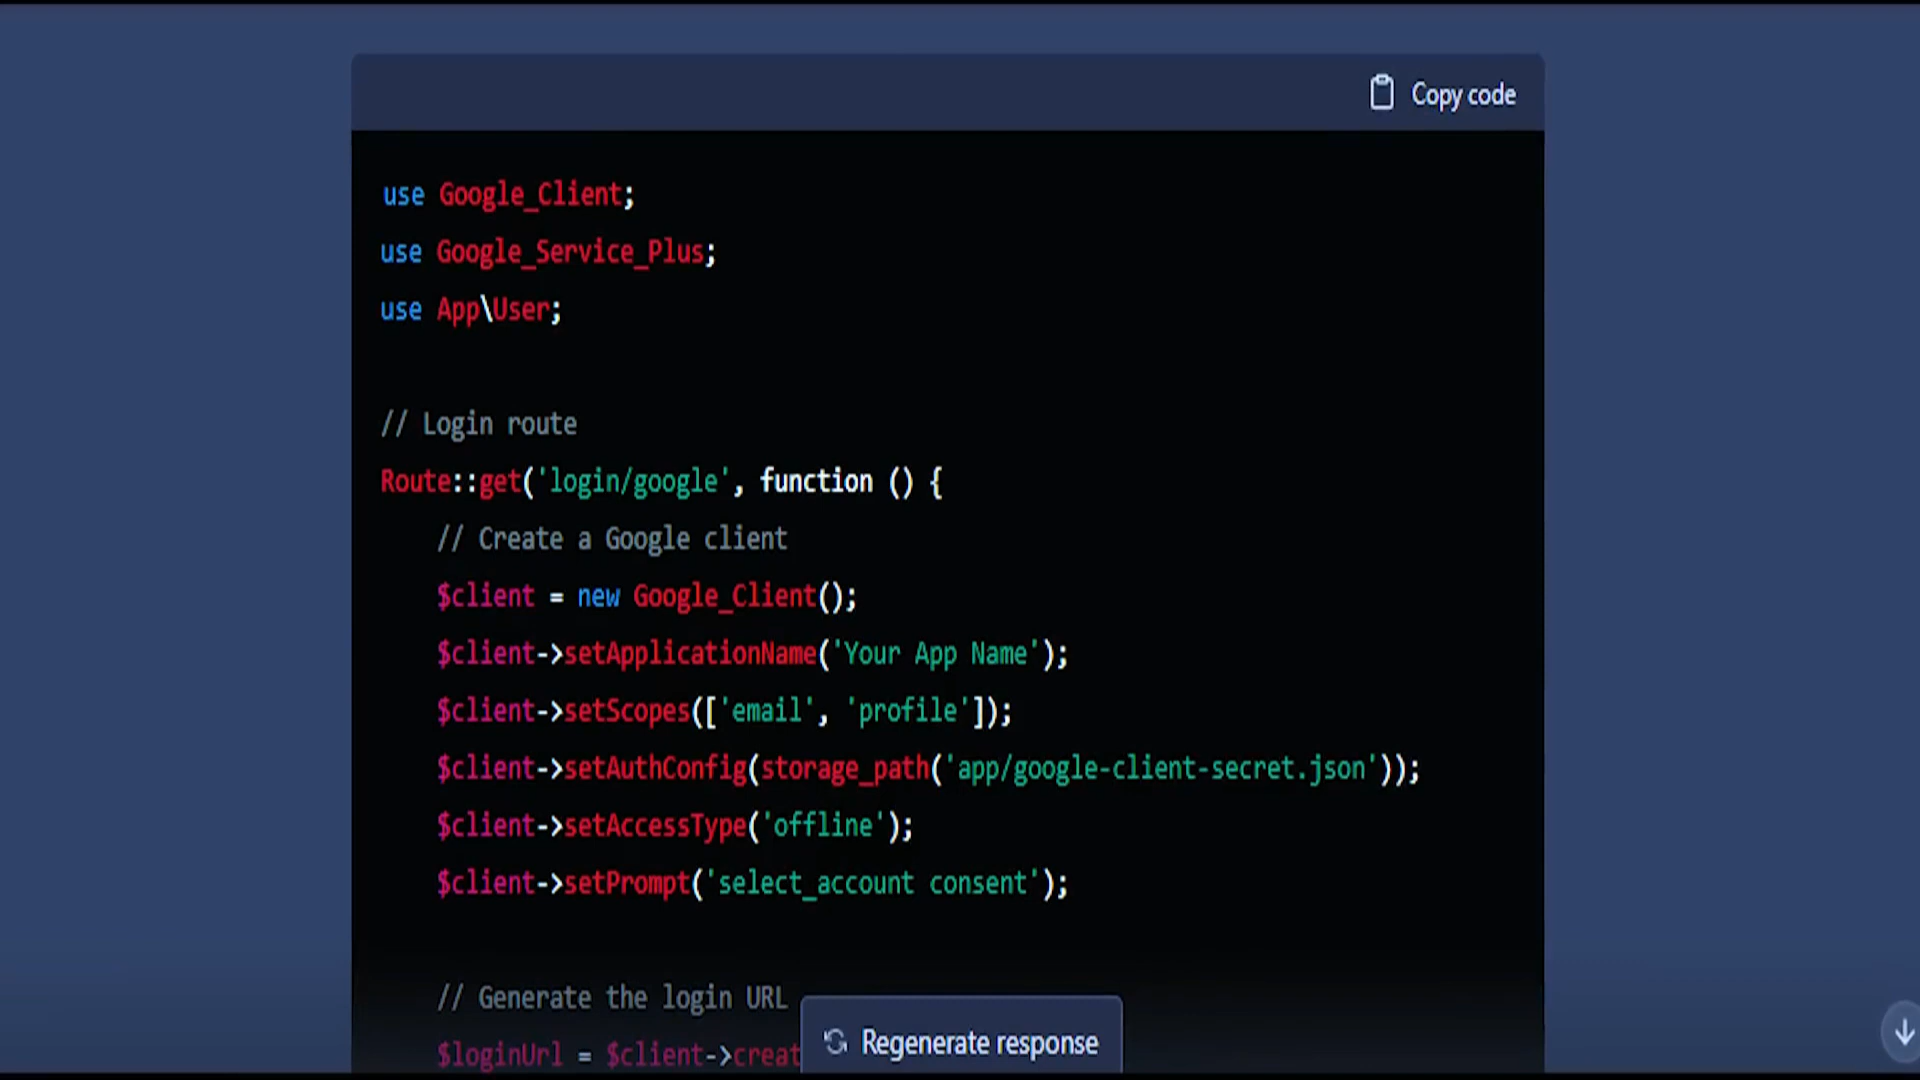 Copy code
use Google_Client;
use Google_Service_Plus;
use App\User;
// Login route
Route::get('login/google', function () {
// Create a Google client
$client = new Google_Client();
$client->setApplicationName('Your App Name');
$client->setScopes(['email', 'profile']);
$client->setAuthConfig(storage_path('app/google-client-secret.json'));
$client->setAccessType('offline');
$client->setPrompt('select_account consent');
// Generate the login URL
$loginUrl = $client->creat
Regenerate response